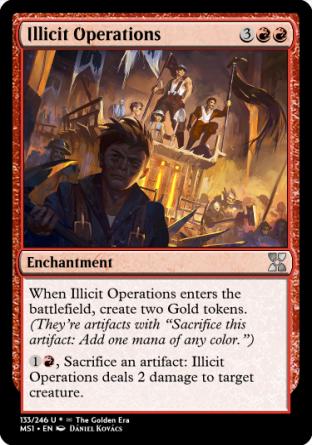 Illicit Operations 3
Enchantment
When Illicit Operations enters the
battlefield, create two Gold tokens.
(They’re artifacts with “Sacrifice this
artifact: Add one mana of any color.”)
1, Sacrifice an artifact: Illicit
Operations deals 2 damage to target
creature.
133/246 U * The Golden Era
MS1 • EN Dániel Kovács